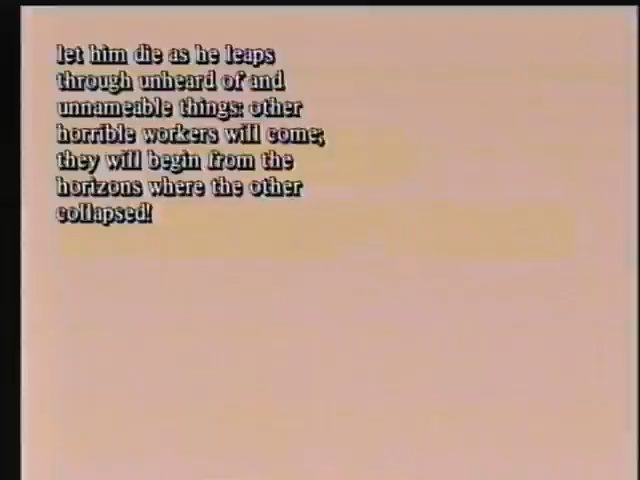 let him die as he leaps
through unheard of and
unnameable things: other
horrible workers will come;
they will begin from the
horizons where the other
collapsed!